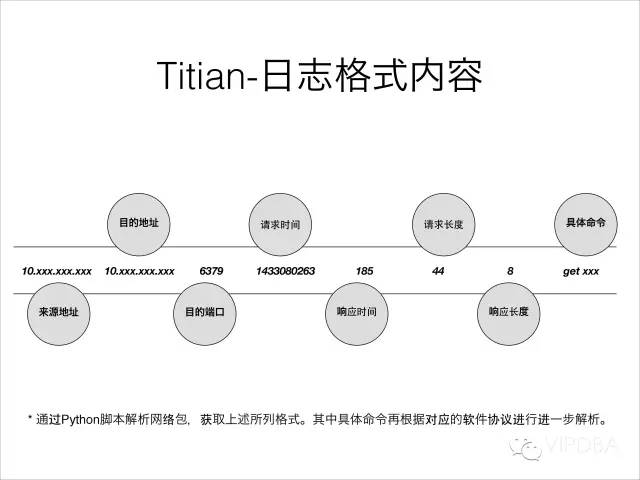 Titian-日志格式内容
目的地址 请求时间 请求长度 具体命令
10.xxx.xxx.xxx 10.xxx.xxx.xxx 6379 1433080263 185 44 8 get xxx
来源地址 目的端口 响应时间 响应长度
* 通过Python脚本解析网络包，获取上述所列格式。其中具体命令再根据对应的软件协议进行进一步解析。
VIPDBA